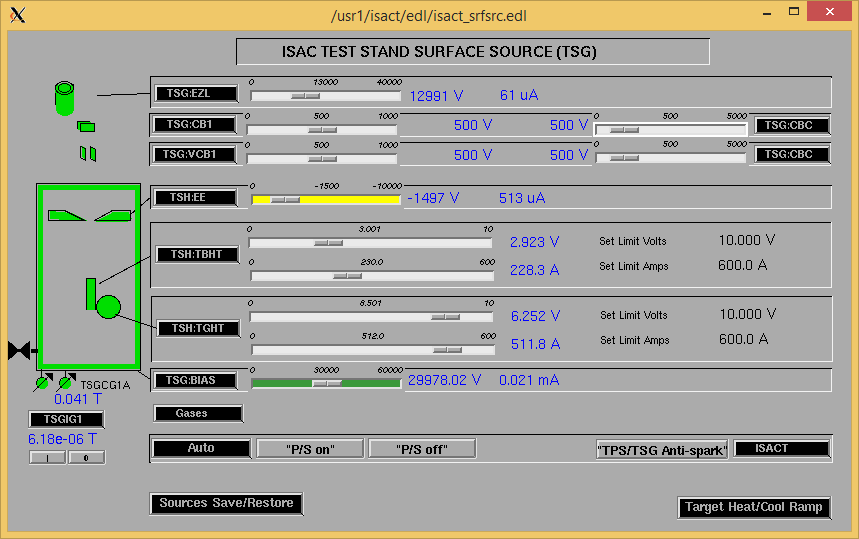 /usr1/isact/edl/isact_srfsrc.edl
ISAC TEST STAND SURFACE SOURCE (TSG)
TSG:EZL 0 13000 40000 12991 V 61 uA
TSG:CB1 0 500 1000 500 V 500 V 0 500 5000 TSG:CBC
TSG:VCB1 0 500 1000 500 V 500 V 0 500 5000 TSG:CBC
TSH:EE 0 -1500 -10000 -1497 V 513 uA
TSH:TBHT 0 3.001 10 2.923 V Set Limit Volts 10.000 V
0 230.0 600 228.3 A Set Limit Amps 600.0 A
TSH:TGHT 0 8.501 10 6.252 V Set Limit Volts 10.000 V
0 512.0 600 511.8 A Set Limit Amps 600.0 A
TSG:BIAS 0 30000 60000 29978.02 V 0.021 mA
TSGCG1A
0.041 T
TSGIG1
6.18e-06 T
I 0
Gases
Auto "P/S on" "P/S off" "TPS/TSG Anti-spark" ISACT
Sources Save/Restore
Target Heat/Cool Ramp